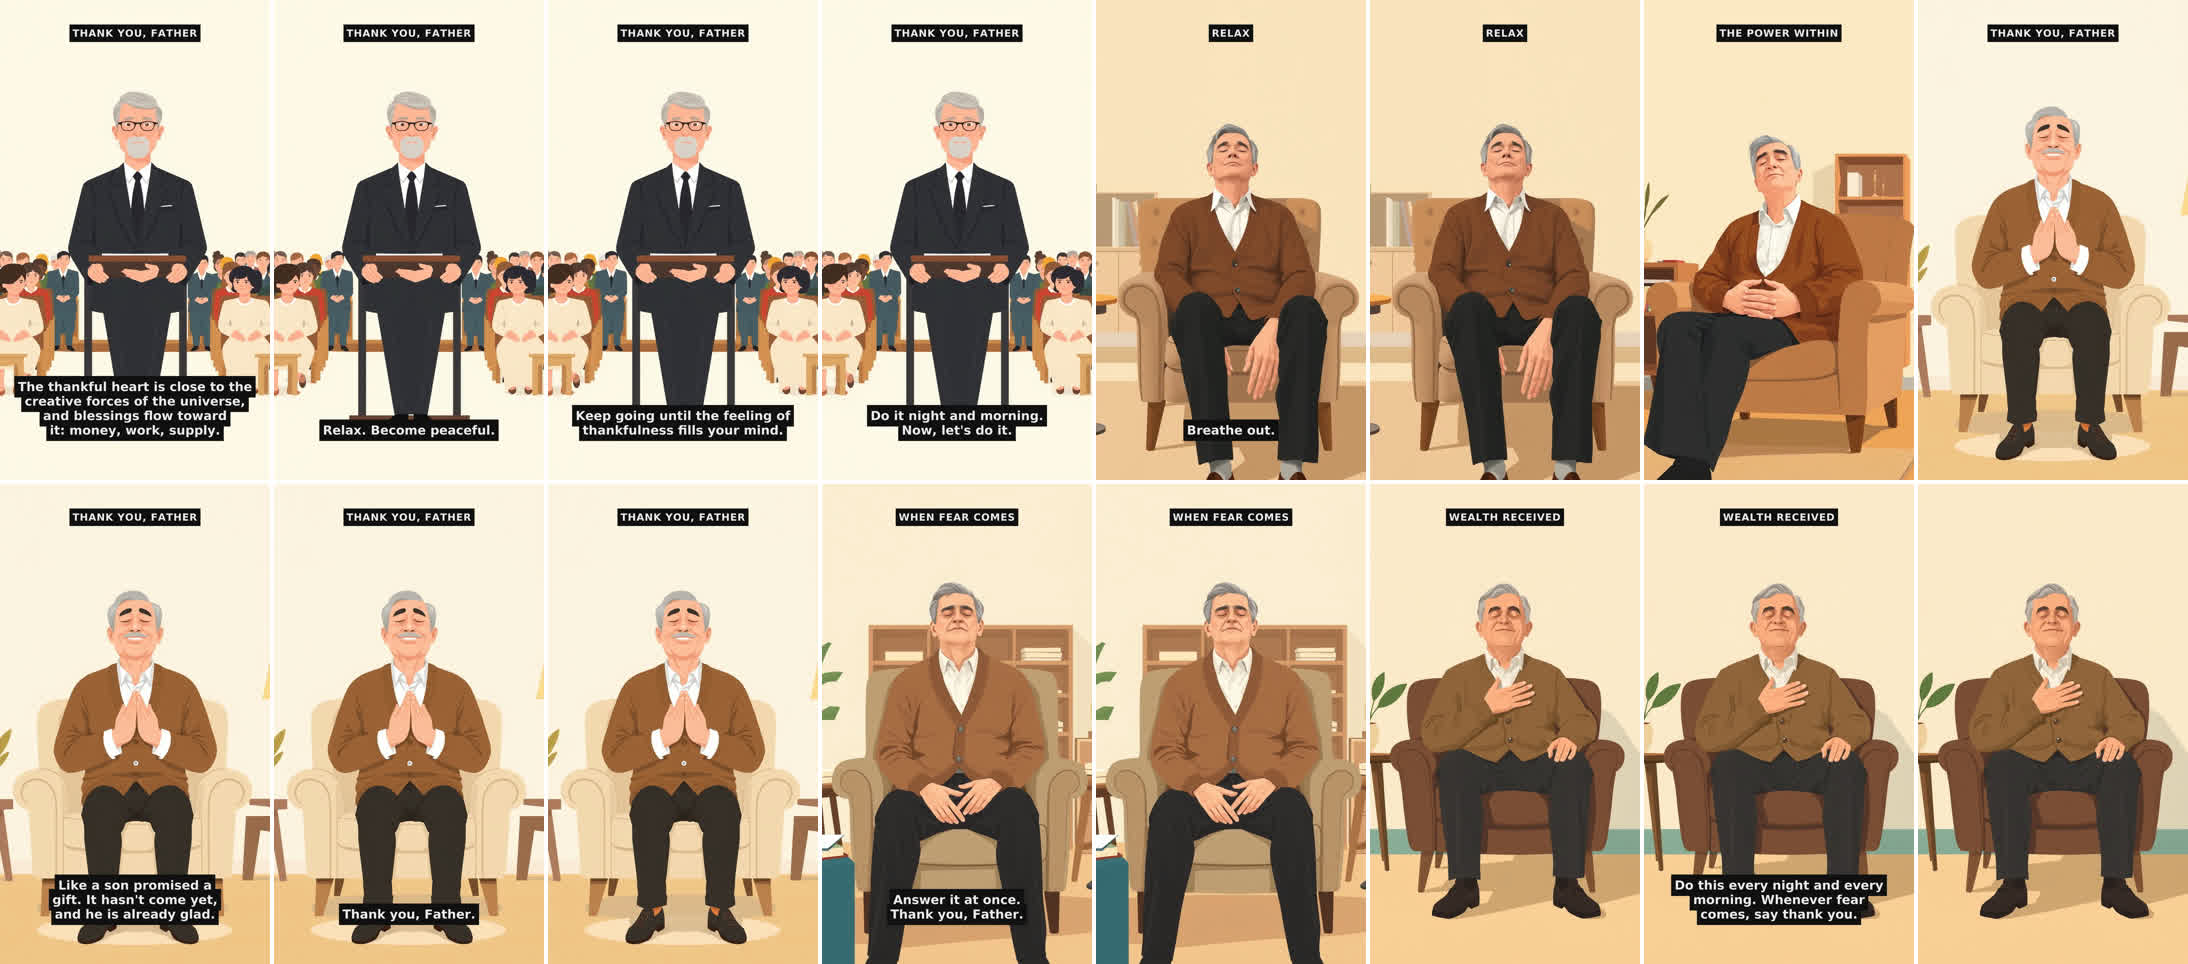 THANK YOU, FATHER
The thankful heart is close to the
creative forces of the universe,
and blessings flow toward
it: money, work, supply.
THANK YOU, FATHER
Relax. Become peaceful.
THANK YOU, FATHER
Keep going until the feeling of
thankfulness fills your mind.
THANK YOU, FATHER
Do it night and morning.
Now, let's do it.
RELAX
Breathe out.
RELAX
THE POWER WITHIN
THANK YOU, FATHER
THANK YOU, FATHER
Like a son promised a
gift. It hasn't come yet,
and he is already glad.
THANK YOU, FATHER
Thank you, Father.
THANK YOU, FATHER
WHEN FEAR COMES
Answer it at once.
Thank you, Father.
WHEN FEAR COMES
WEALTH RECEIVED
WEALTH RECEIVED
Do this every night and every
morning. Whenever fear
comes, say thank you.